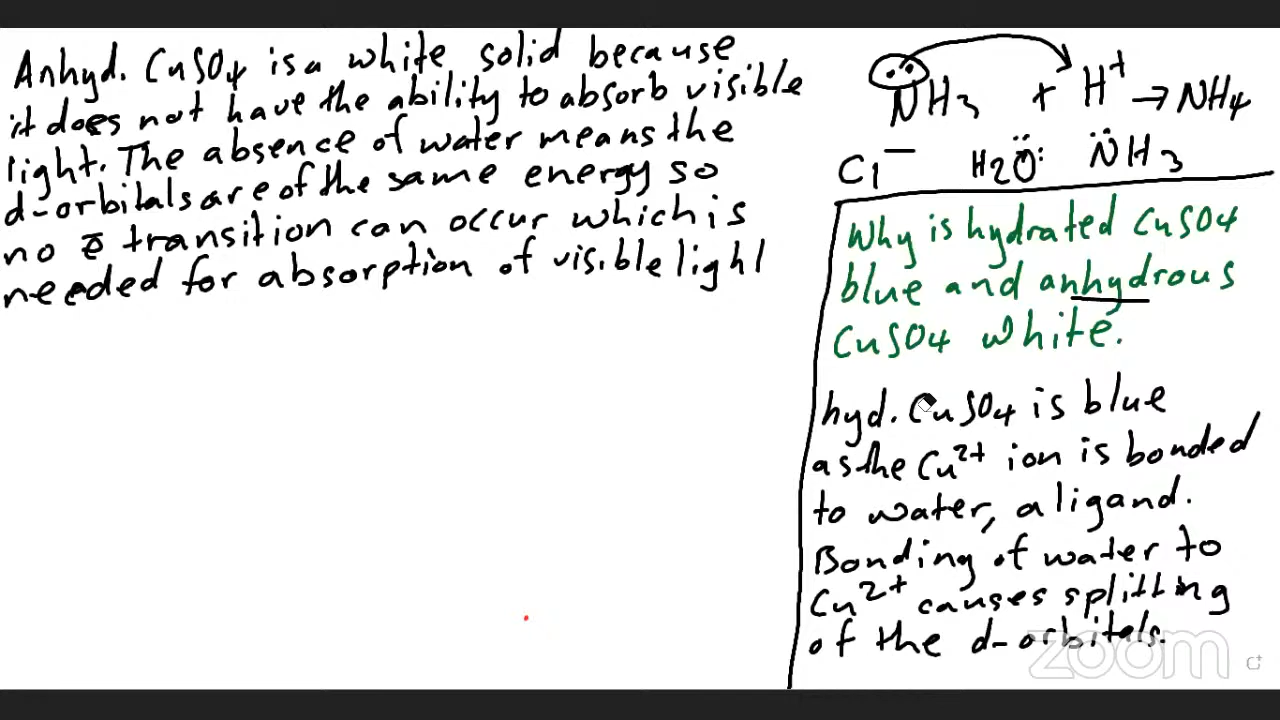 Anhyd. CuSO4 is a white solid because
it does not have the ability to absorb visible
light. The absence of water means the
d-orbitals are of the same energy so
no ē transition can occur which is
needed for absorption of visible light
N̈H3 + H⁺ → NH4
Cl⁻ H2Ö: N̈H3
Why is hydrated CuSO4
blue and anhydrous
CuSO4 white.
hyd. CuSO4 is blue
as the Cu²⁺ ion is bonded
to water, a ligand.
Bonding of water to
Cu²⁺ causes splitting
of the d-orbitals.
zoom